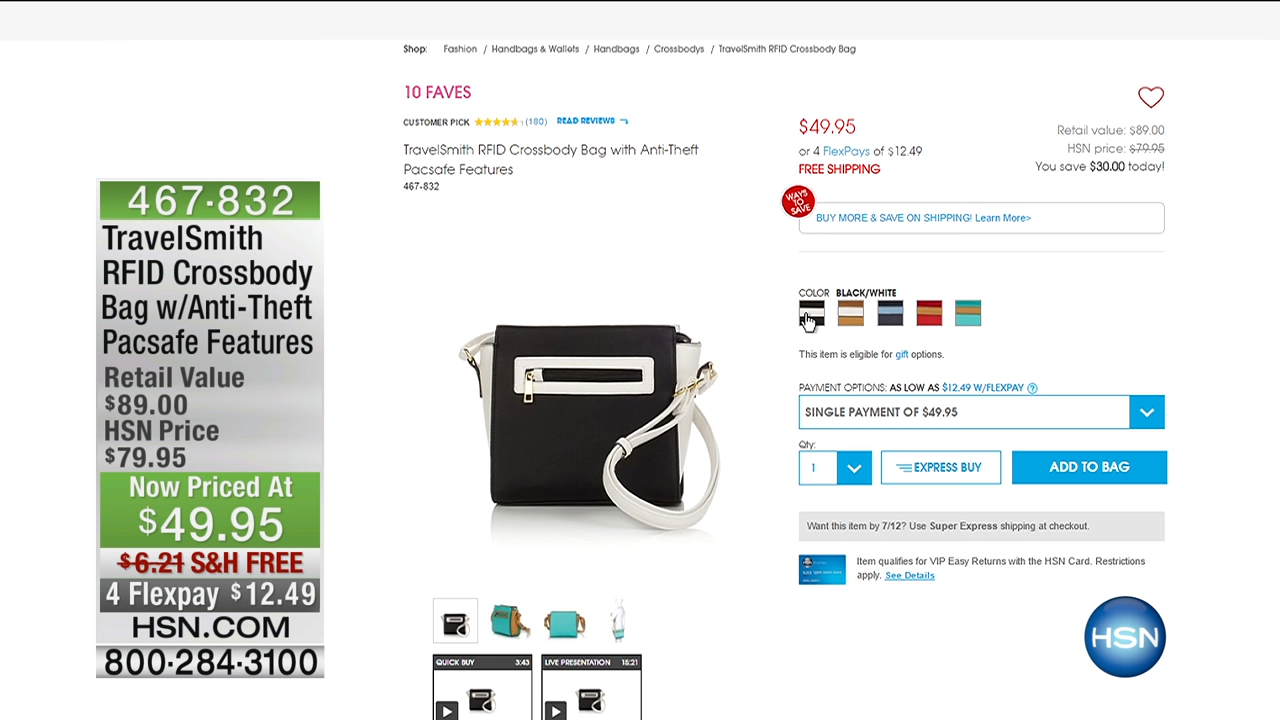 Shop: Fashion / Handbags & Wallets / Handbags / Crossbodys / TravelSmith RFID Crossbody Bag
10 FAVES
CUSTOMER PICK (180) READ REVIEWS
TravelSmith RFID Crossbody Bag with Anti-Theft
Pacsafe Features
467-832
$49.95
or 4 FlexPays of $12.49
FREE SHIPPING
Retail value: $89.00
HSN price: $79.95
You save $30.00 today!
WAYS
TO
SAVE
BUY MORE & SAVE ON SHIPPING! Learn More>
COLOR BLACK/WHITE
This item is eligible for gift options.
PAYMENT OPTIONS: AS LOW AS $12.49 W/FLEXPAY ?
SINGLE PAYMENT OF $49.95
Qty:
1
EXPRESS BUY
ADD TO BAG
Want this item by 7/12? Use Super Express shipping at checkout.
Item qualifies for VIP Easy Returns with the HSN Card. Restrictions
apply. See Details
467-832
TravelSmith
RFID Crossbody
Bag w/Anti-Theft
Pacsafe Features
Retail Value
$89.00
HSN Price
$79.95
Now Priced At
$49.95
$6.21 S&H FREE
4 Flexpay $12.49
HSN.COM
800-284-3100
QUICK BUY 3:43
LIVE PRESENTATION 15:21
HSN